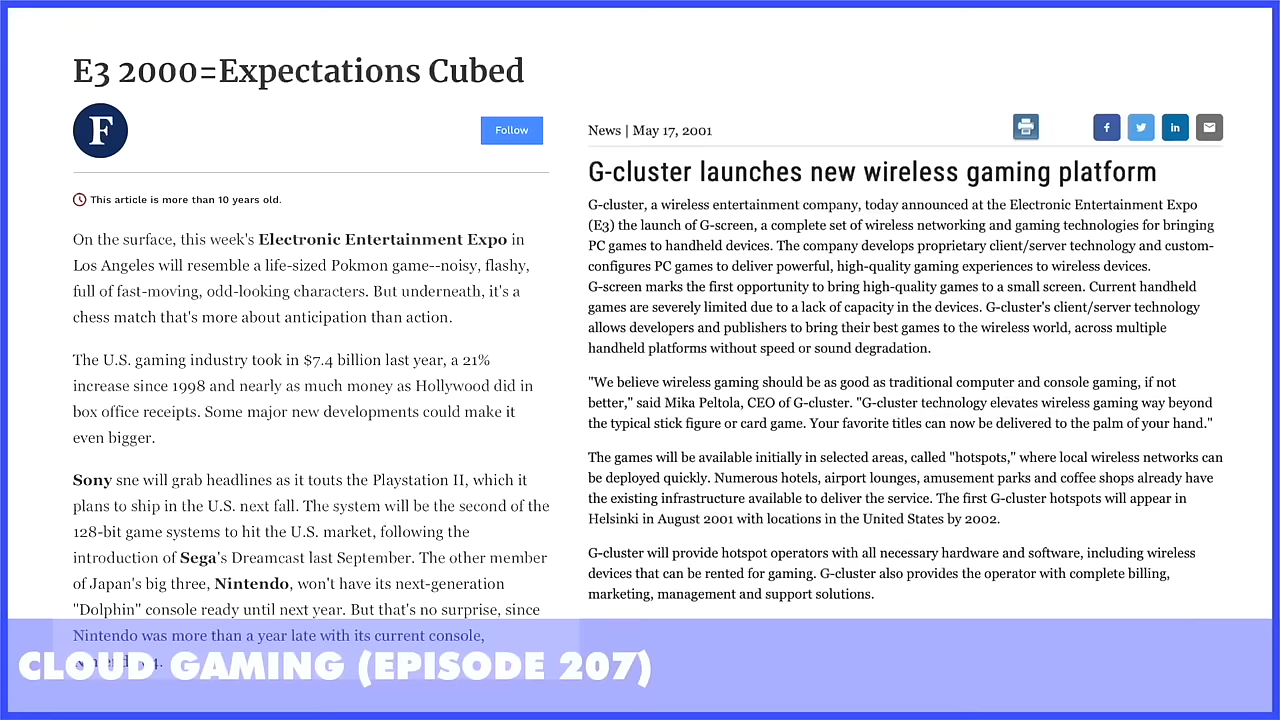 E3 2000=Expectations Cubed
F
Follow
This article is more than 10 years old.
On the surface, this week's Electronic Entertainment Expo in
Los Angeles will resemble a life-sized Pokmon game--noisy, flashy,
full of fast-moving, odd-looking characters. But underneath, it's a
chess match that's more about anticipation than action.
The U.S. gaming industry took in $7.4 billion last year, a 21%
increase since 1998 and nearly as much money as Hollywood did in
box office receipts. Some major new developments could make it
even bigger.
Sony sne will grab headlines as it touts the Playstation II, which it
plans to ship in the U.S. next fall. The system will be the second of the
128-bit game systems to hit the U.S. market, following the
introduction of Sega's Dreamcast last September. The other member
of Japan's big three, Nintendo, won't have its next-generation
"Dolphin" console ready until next year. But that's no surprise, since
Nintendo was more than a year late with its current console,
News | May 17, 2001
f
in
G-cluster launches new wireless gaming platform
G-cluster, a wireless entertainment company, today announced at the Electronic Entertainment Expo
(E3) the launch of G-screen, a complete set of wireless networking and gaming technologies for bringing
PC games to handheld devices. The company develops proprietary client/server technology and custom-
configures PC games to deliver powerful, high-quality gaming experiences to wireless devices.
G-screen marks the first opportunity to bring high-quality games to a small screen. Current handheld
games are severely limited due to a lack of capacity in the devices. G-cluster's client/server technology
allows developers and publishers to bring their best games to the wireless world, across multiple
handheld platforms without speed or sound degradation.
"We believe wireless gaming should be as good as traditional computer and console gaming, if not
better," said Mika Peltola, CEO of G-cluster. "G-cluster technology elevates wireless gaming way beyond
the typical stick figure or card game. Your favorite titles can now be delivered to the palm of your hand."
The games will be available initially in selected areas, called "hotspots," where local wireless networks can
be deployed quickly. Numerous hotels, airport lounges, amusement parks and coffee shops already have
the existing infrastructure available to deliver the service. The first G-cluster hotspots will appear in
Helsinki in August 2001 with locations in the United States by 2002.
G-cluster will provide hotspot operators with all necessary hardware and software, including wireless
devices that can be rented for gaming. G-cluster also provides the operator with complete billing,
marketing, management and support solutions.
CLOUD GAMING (EPISODE 207)